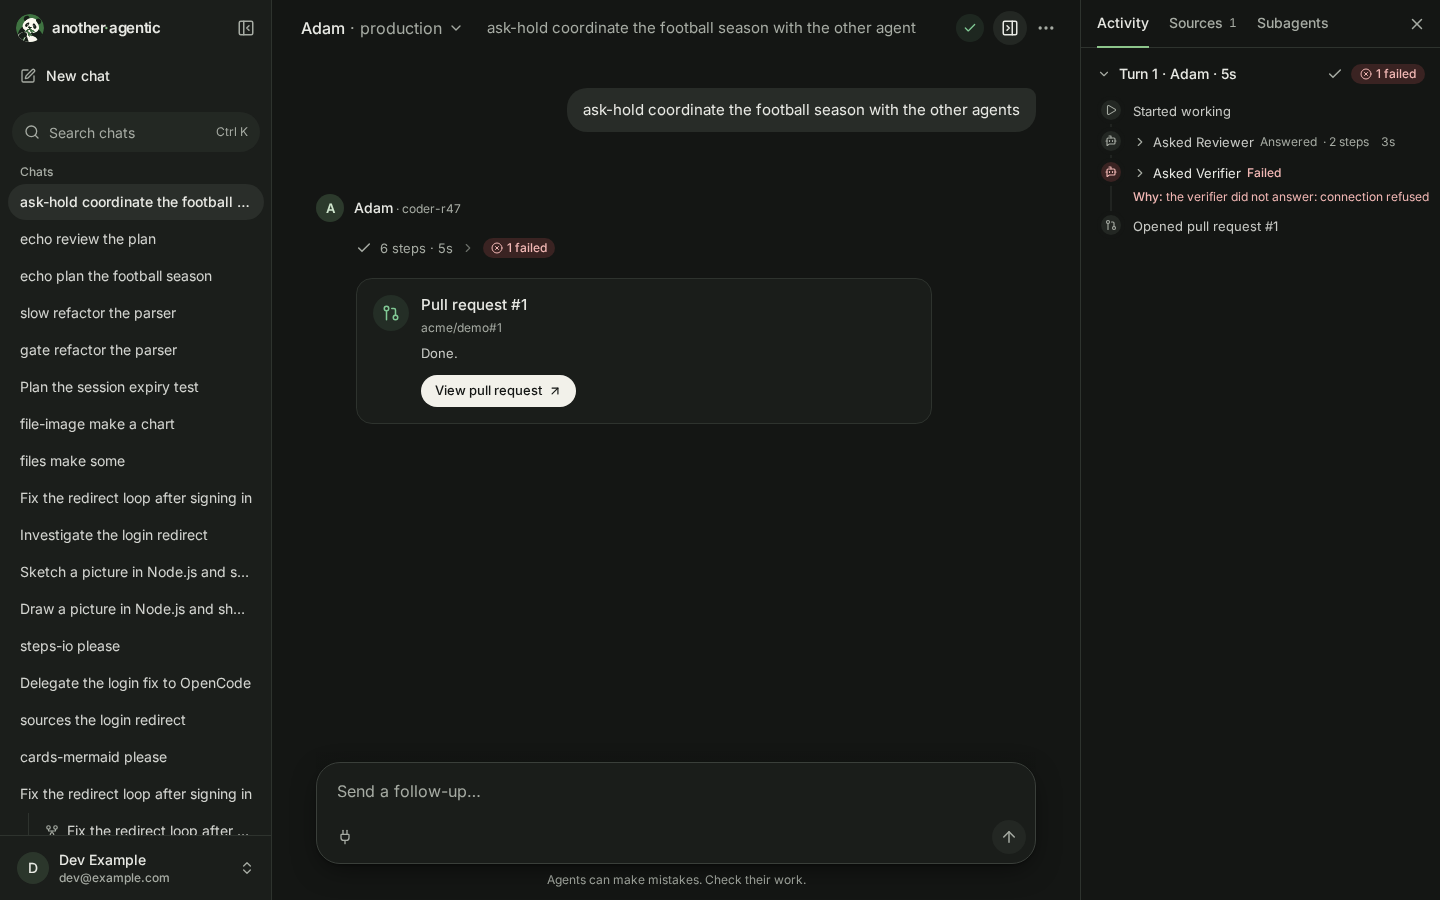 another·agentic
New chat
Search chats Ctrl K
Chats
ask-hold coordinate the football ...
echo review the plan
echo plan the football season
slow refactor the parser
gate refactor the parser
Plan the session expiry test
file-image make a chart
files make some
Fix the redirect loop after signing in
Investigate the login redirect
Sketch a picture in Node.js and s...
Draw a picture in Node.js and sh...
steps-io please
Delegate the login fix to OpenCode
sources the login redirect
cards-mermaid please
Fix the redirect loop after signing in
Fix the redirect loop after ...
D
Dev Example
dev@example.com
Adam · production
ask-hold coordinate the football season with the other agent
ask-hold coordinate the football season with the other agents
A
Adam · coder-r47
6 steps · 5s
1 failed
Pull request #1
acme/demo#1
Done.
View pull request
Send a follow-up...
Agents can make mistakes. Check their work.
Activity Sources 1 Subagents
Turn 1 · Adam · 5s
1 failed
Started working
Asked Reviewer Answered · 2 steps 3s
Asked Verifier Failed
Why: the verifier did not answer: connection refused
Opened pull request #1